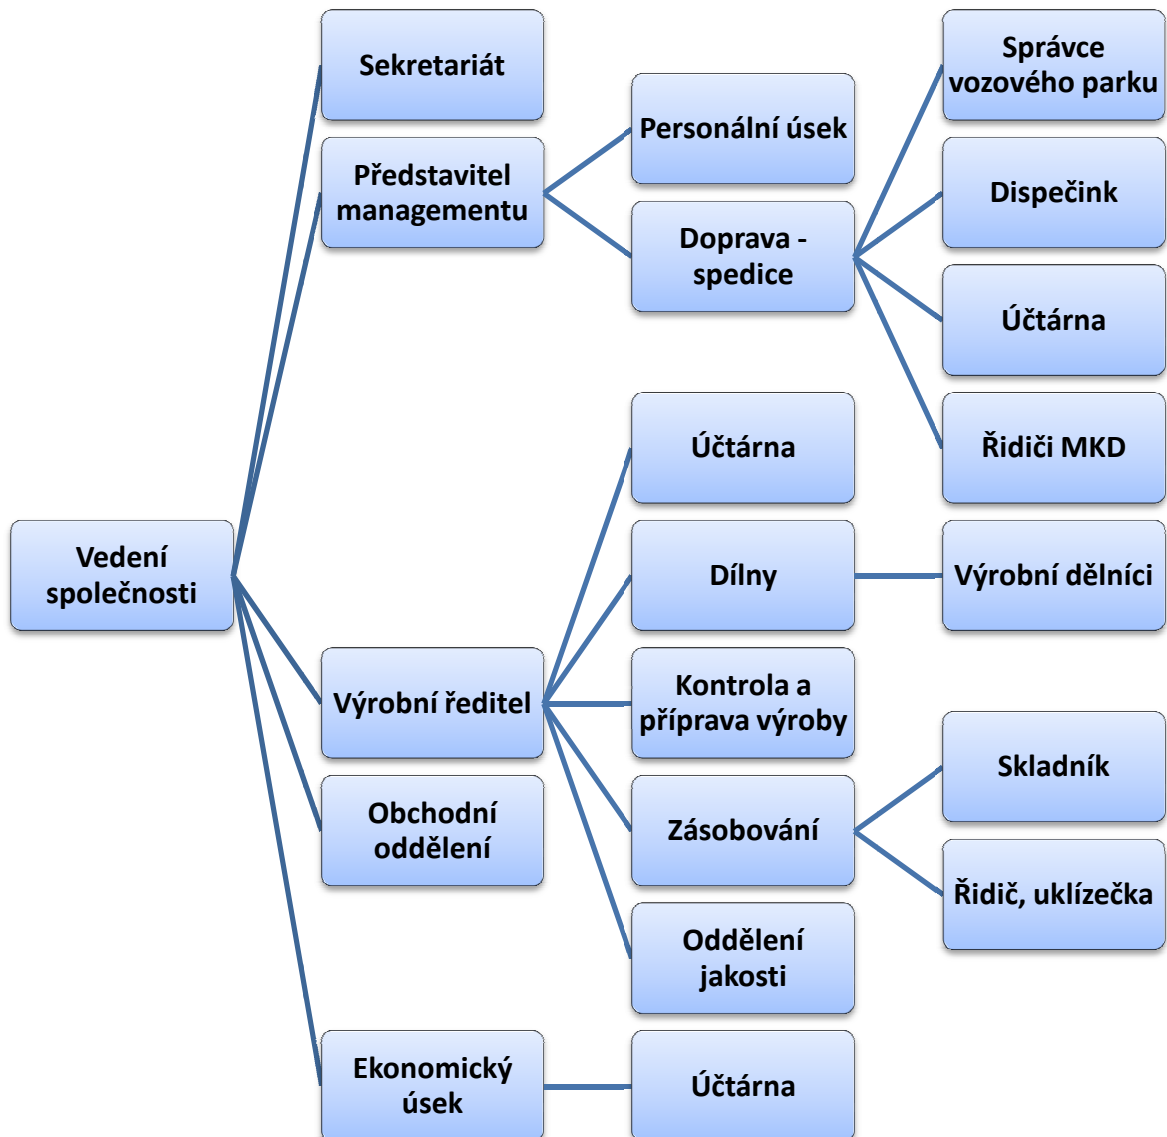 Sekretariát
Správce
vozového parku
Personální úsek
Představitel
managementu
Dispečink
Doprava -
spedice
Účtárna
Účtárna
Řidiči MKD
Vedení
společnosti
Dílny
Výrobní dělníci
Výrobní ředitel
Kontrola a
příprava výroby
Skladník
Obchodní
oddělení
Zásobování
Řidič, uklízečka
Oddělení
jakosti
Ekonomický
úsek
Účtárna